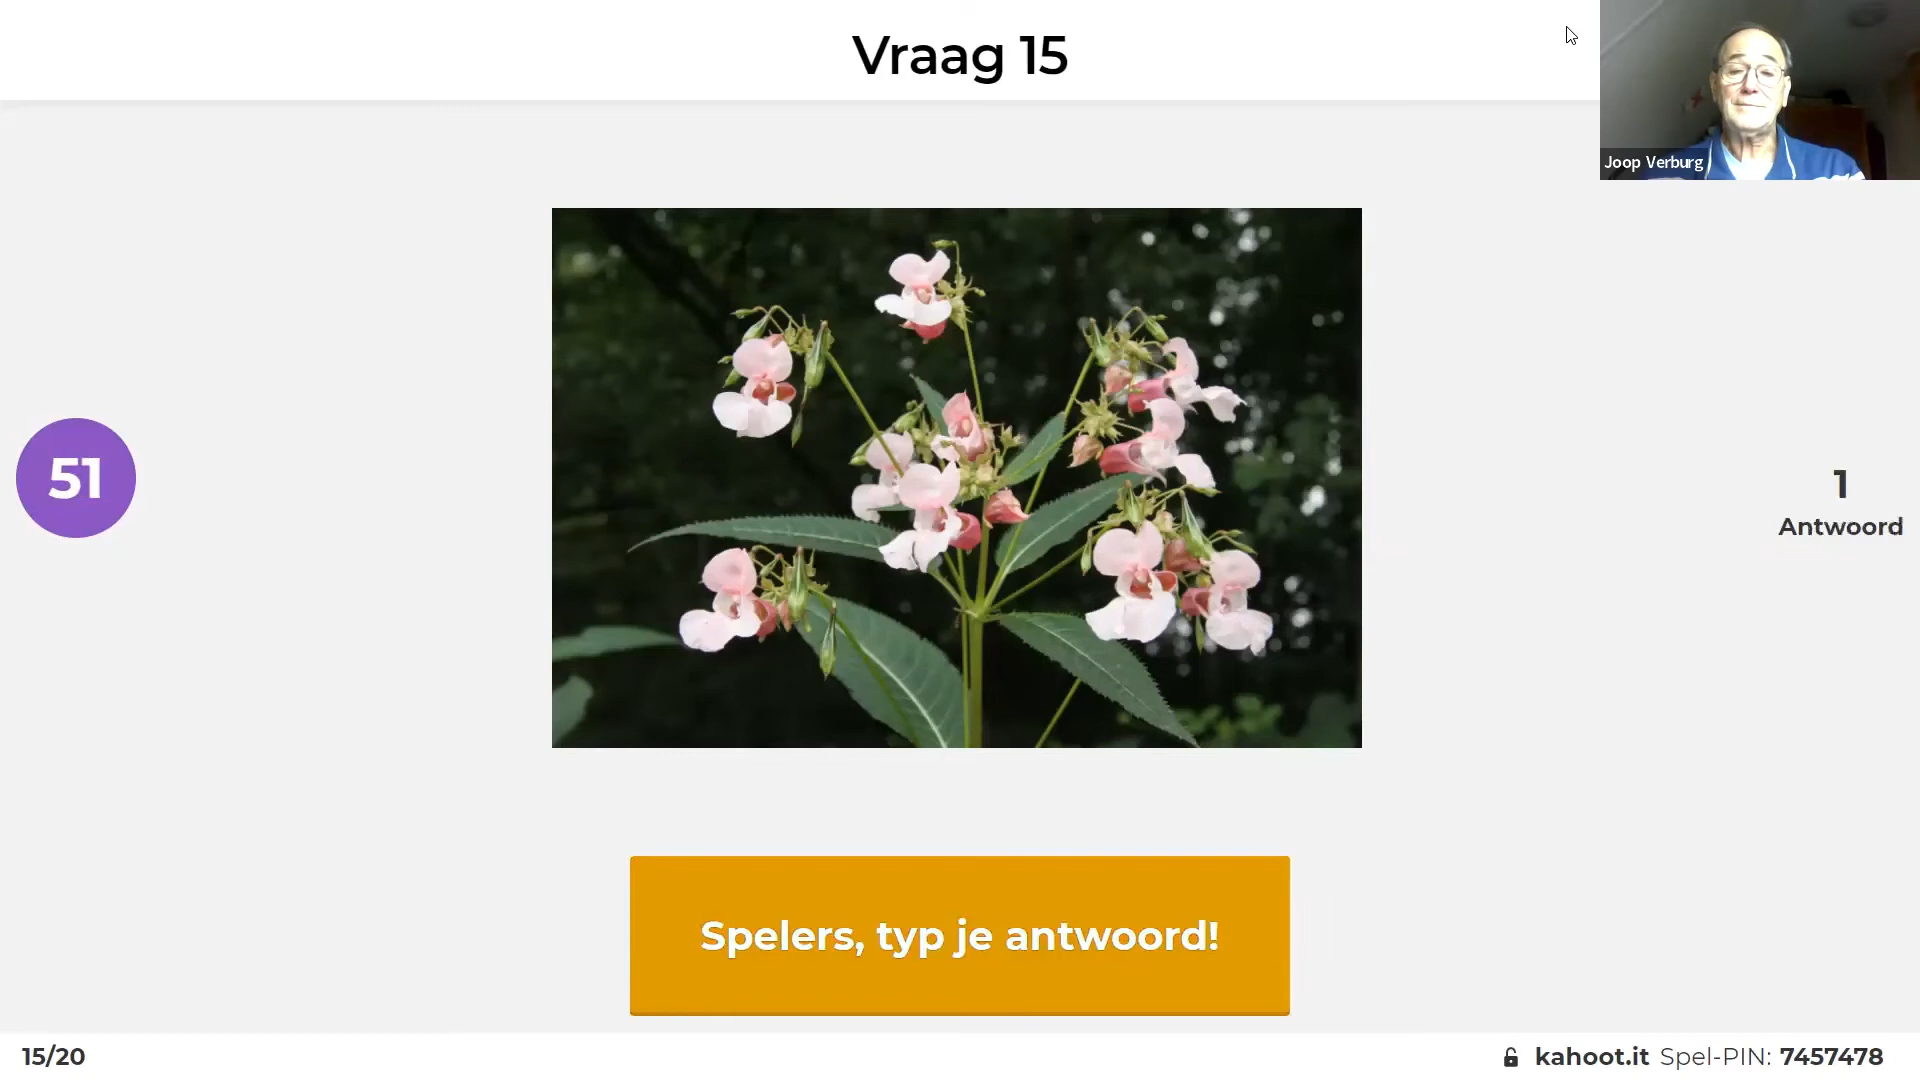 Vraag 15
Joop Verburg
51
1
Antwoord
Spelers, typ je antwoord!
15/20
kahoot.it Spel-PIN: 7457478